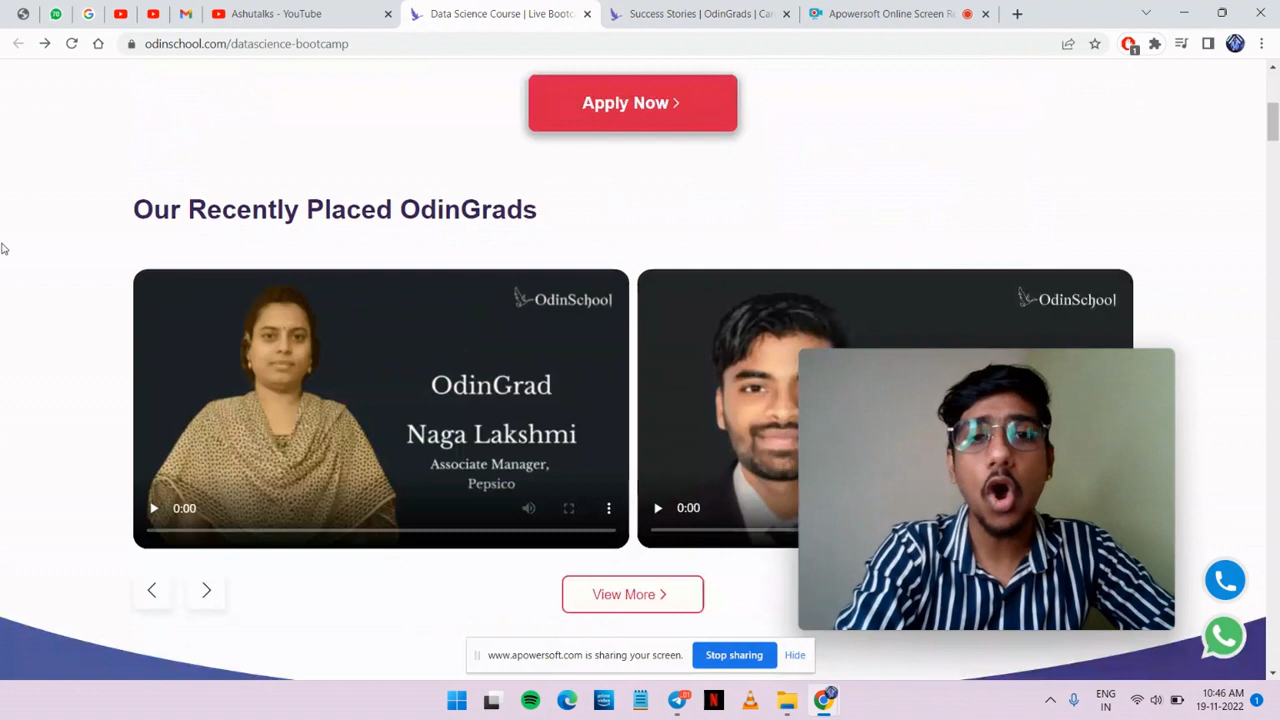 Ashutalks - YouTube
Data Science Course | Live Bootc
Success Stories | OdinGrads | Car
Apowersoft Online Screen Re
1
odinschool.com/datascience-bootcamp
Apply Now
Our Recently Placed OdinGrads
OdinSchool
OdinGrad
Naga Lakshmi
Associate Manager,
Pepsico
0:00
OdinSchool
0:00
View More
www.apowersoft.com is sharing your screen.
Stop sharing
Hide
ENG
IN
10:46 AM
19-11-2022
1